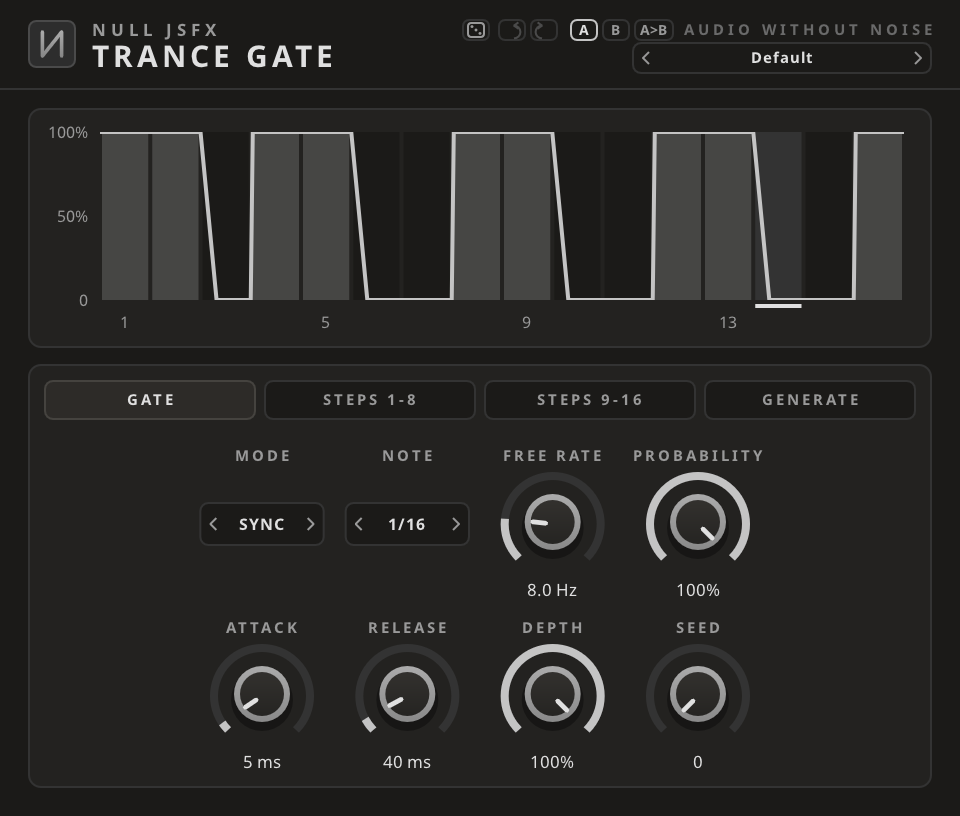 NULL JSFX
TRANCE GATE
A B A>B AUDIO WITHOUT NOISE
Default
100%
50%
0
1 5 9 13
GATE STEPS 1-8 STEPS 9-16 GENERATE
MODE NOTE FREE RATE PROBABILITY
SYNC 1/16
8.0 Hz 100%
ATTACK RELEASE DEPTH SEED
5 ms 40 ms 100% 0